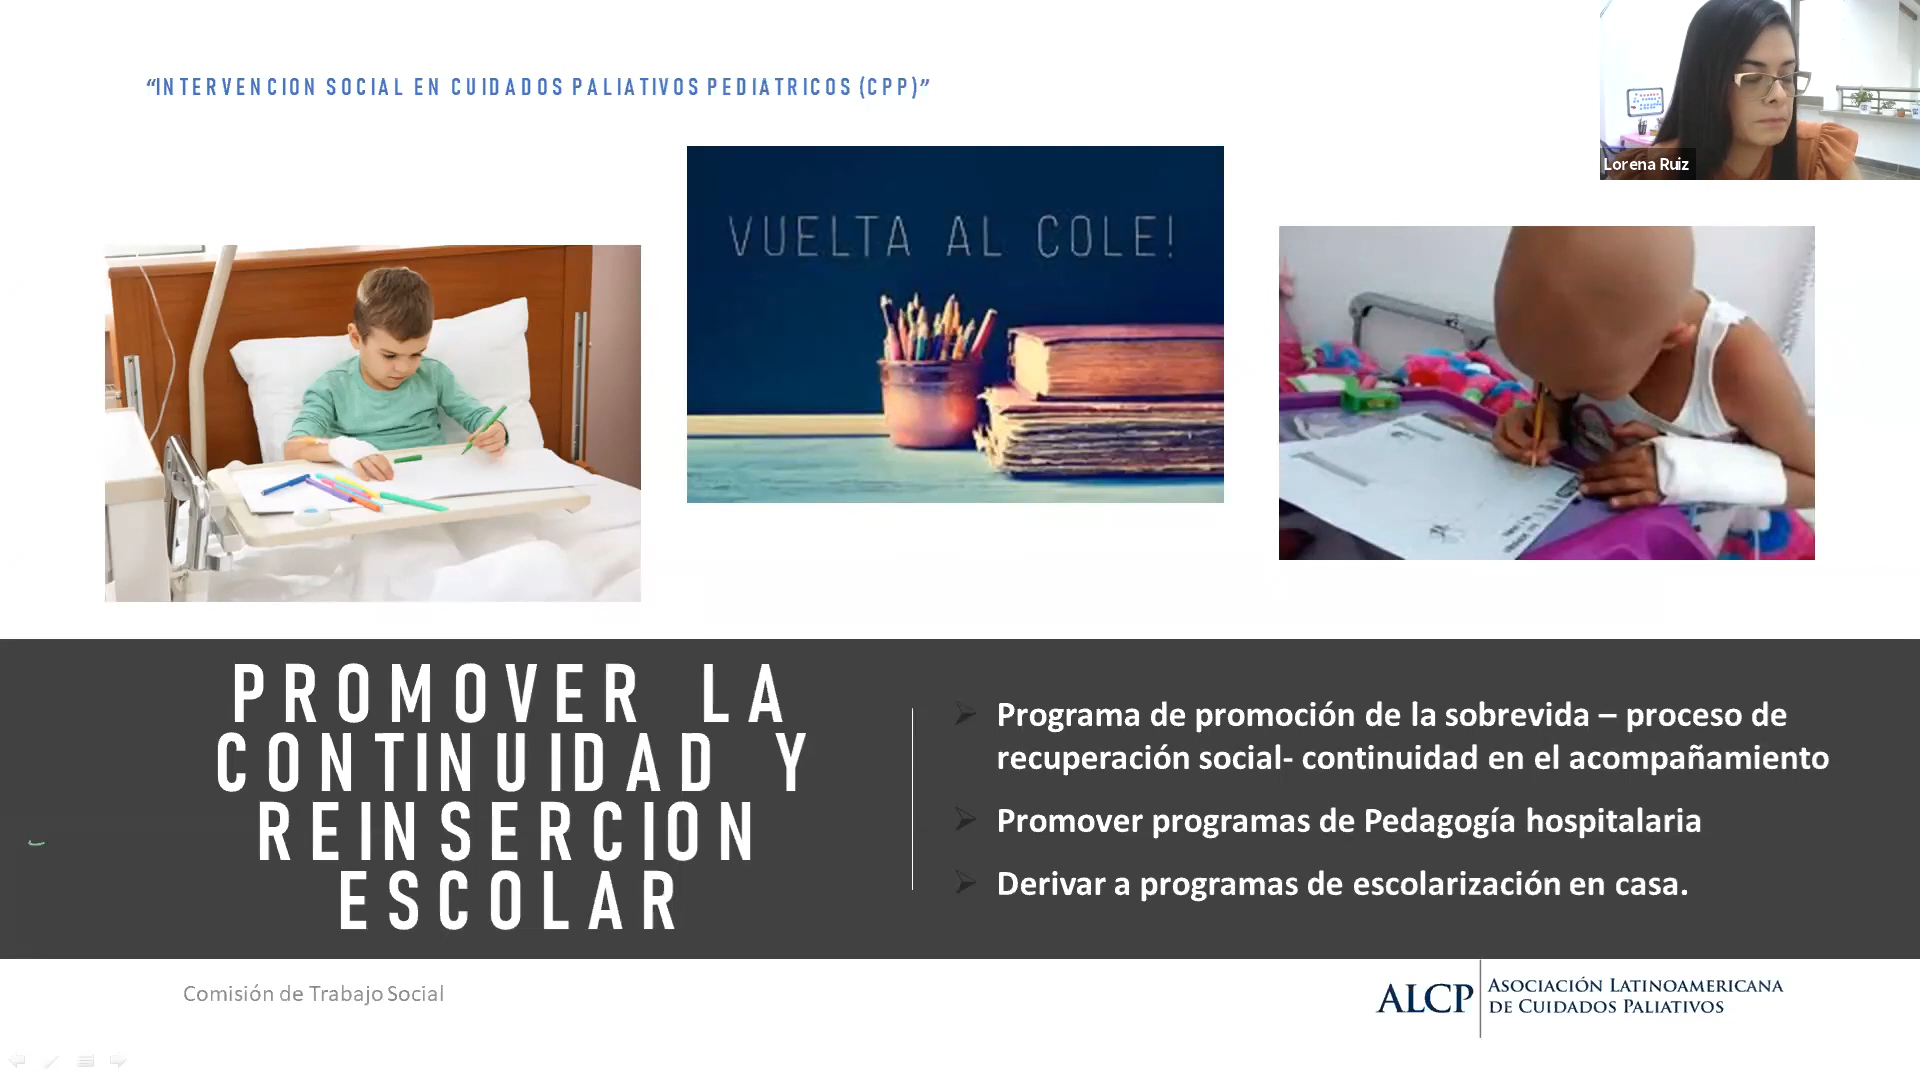 “INTERVENCION SOCIAL EN CUIDADOS PALIATIVOS PEDIATRICOS (CPP)”
Lorena Ruiz
VUELTA AL COLE!
PROMOVER LA
CONTINUIDAD Y
REINSERCION
ESCOLAR
Programa de promoción de la sobrevida – proceso de
recuperación social- continuidad en el acompañamiento
Promover programas de Pedagogía hospitalaria
Derivar a programas de escolarización en casa.
Comisión de Trabajo Social
ALCP
ASOCIACIÓN LATINOAMERICANA
DE CUIDADOS PALIATIVOS